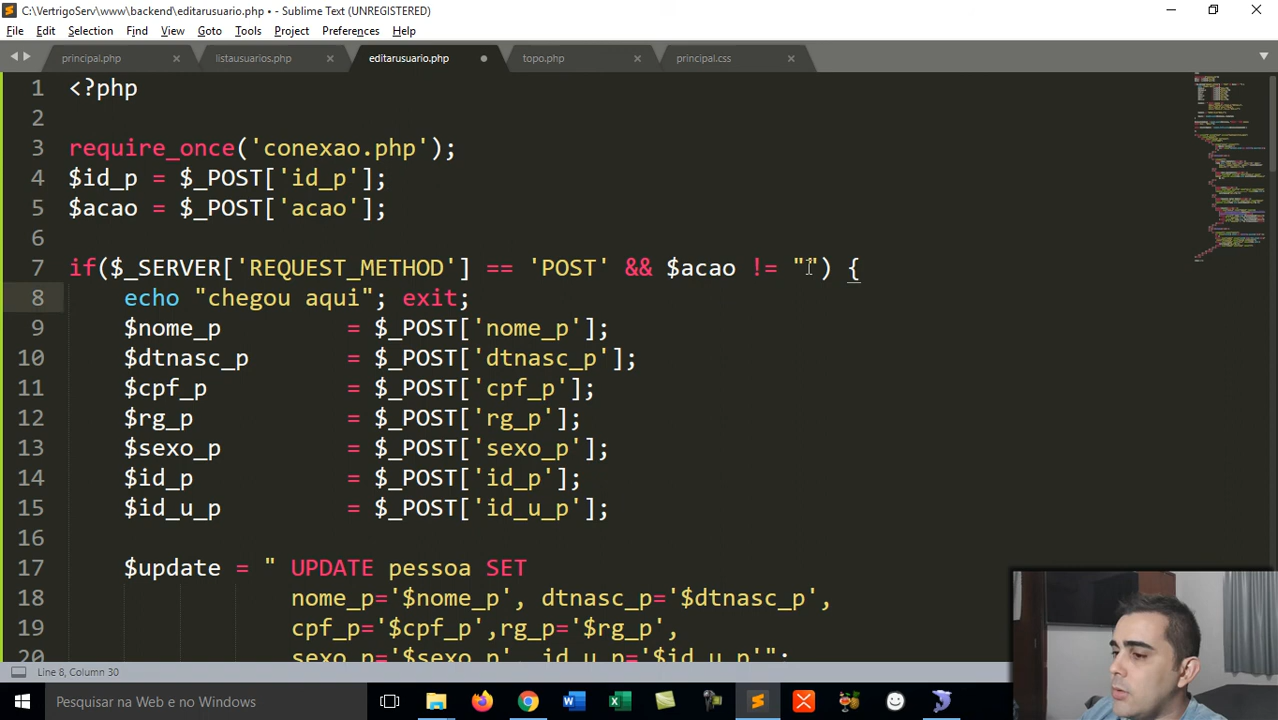 C:\VertrigoServ\www\backend\editarusuario.php • - Sublime Text (UNREGISTERED)
File Edit Selection Find View Goto Tools Project Preferences Help
principal.php listausuarios.php editarusuario.php topo.php principal.css
1 <?php
2
3 require_once('conexao.php');
4 $id_p = $_POST['id_p'];
5 $acao = $_POST['acao'];
6
7 if($_SERVER['REQUEST_METHOD'] == 'POST' && $acao != "") {
8 echo "chegou aqui"; exit;
9 $nome_p = $_POST['nome_p'];
10 $dtnasc_p = $_POST['dtnasc_p'];
11 $cpf_p = $_POST['cpf_p'];
12 $rg_p = $_POST['rg_p'];
13 $sexo_p = $_POST['sexo_p'];
14 $id_p = $_POST['id_p'];
15 $id_u_p = $_POST['id_u_p'];
16
17 $update = " UPDATE pessoa SET
18 nome_p='$nome_p', dtnasc_p='$dtnasc_p',
19 cpf_p='$cpf_p',rg_p='$rg_p',
20 sexo_p='$sexo_p', id_u_p='$id_u_p'";
Line 8, Column 30
Pesquisar na Web e no Windows